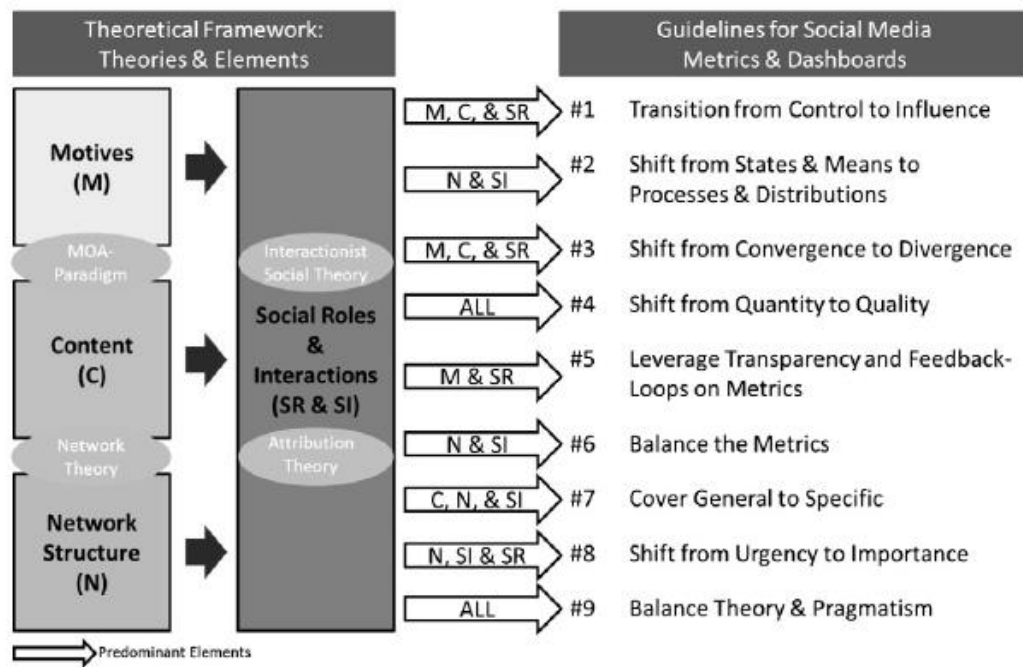 Theoretical Framework:
Theories & Elements
Guidelines for Social Media
Metrics & Dashboards
Motives
(M)
MOA-
Paradigm
Content
(C)
Network
Theory
Network
Structure
(N)
Interactionist
Social Theory
Social Roles
&
Interactions
(SR & SI)
Attribution
Theory
M, C, & SR
#1 Transition from Control to Influence
N & SI
#2 Shift from States & Means to
Processes & Distributions
M, C, & SR
#3 Shift from Convergence to Divergence
ALL
#4 Shift from Quantity to Quality
M & SR
#5 Leverage Transparency and Feedback-
Loops on Metrics
N & SI
#6 Balance the Metrics
C, N, & SI
#7 Cover General to Specific
N, SI & SR
#8 Shift from Urgency to Importance
ALL
#9 Balance Theory & Pragmatism
Predominant Elements